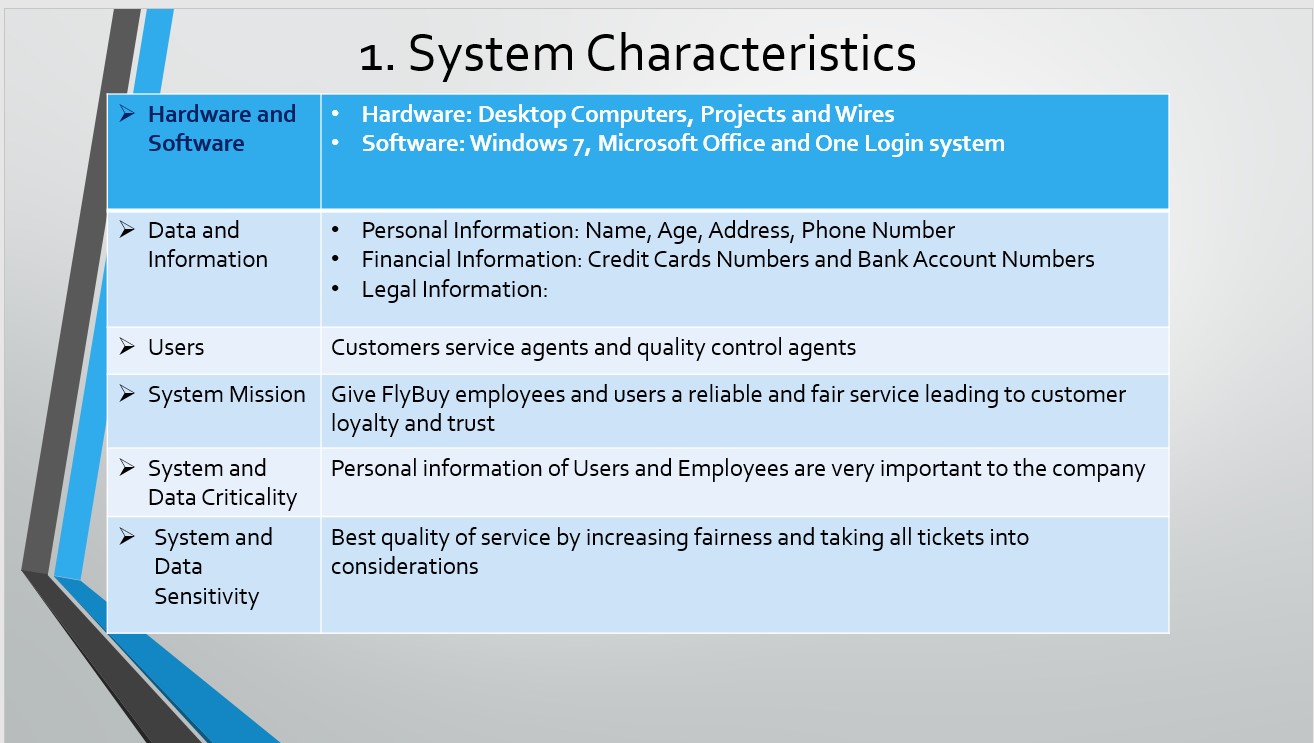 1. System Characteristics
➢ Hardware and
Software
• Hardware: Desktop Computers, Projects and Wires
• Software: Windows 7, Microsoft Office and One Login system
➢ Data and
Information
• Personal Information: Name, Age, Address, Phone Number
• Financial Information: Credit Cards Numbers and Bank Account Numbers
• Legal Information:
➢ Users
Customers service agents and quality control agents
➢ System Mission
Give FlyBuy employees and users a reliable and fair service leading to customer
loyalty and trust
➢ System and
Data Criticality
Personal information of Users and Employees are very important to the company
➢ System and
Data
Sensitivity
Best quality of service by increasing fairness and taking all tickets into
considerations